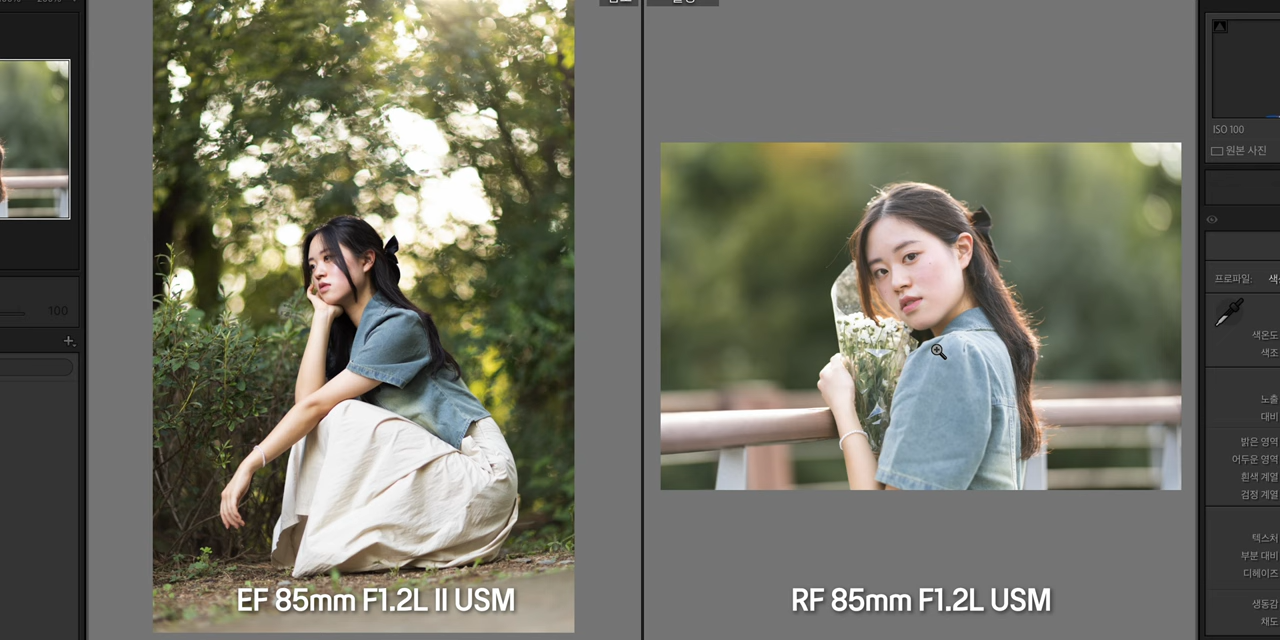 100
EF 85mm F1.2L II USM
RF 85mm F1.2L USM
ISO 100
원본 사진
프로파일:
색온도
색조
노출
대비
밝은 영역
어두운 영역
흰색 계열
검정 계열
텍스처
부분 대비
디헤이즈
생동감
채도